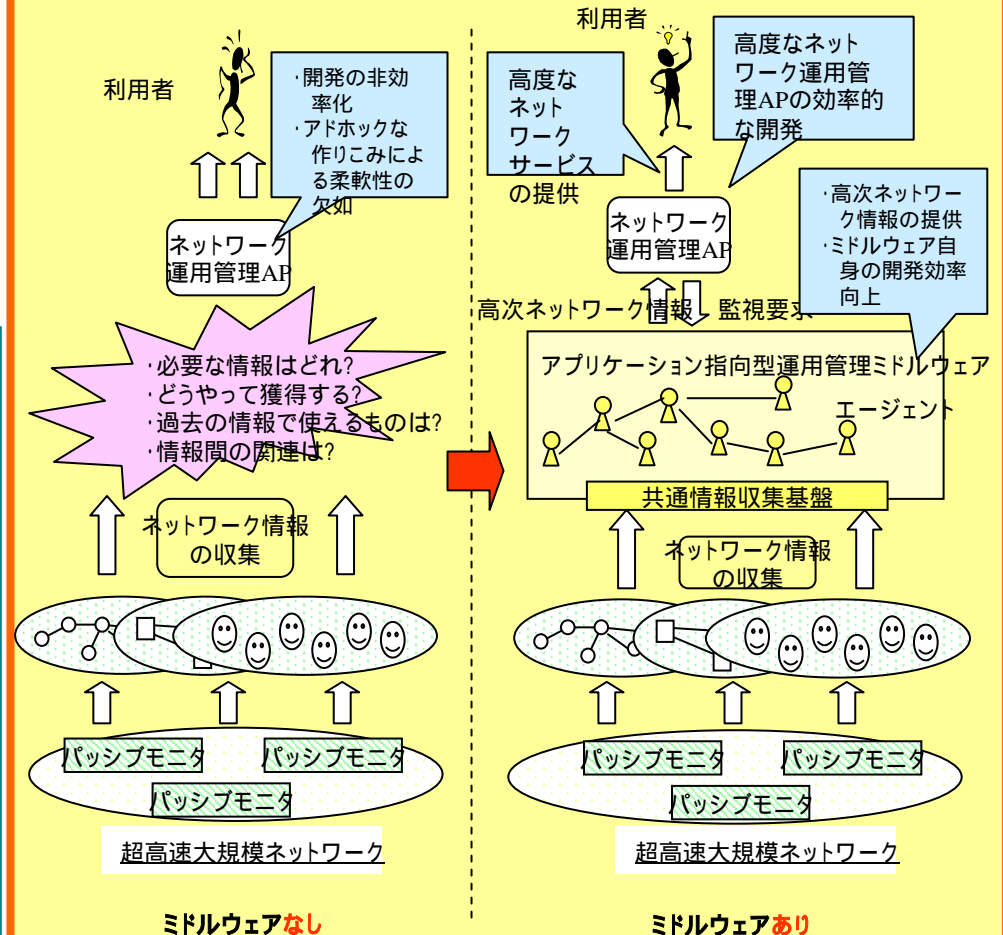 利用者
・開発の非効
率化
・アドホックな
作りこみによ
る柔軟性の
欠如
ネットワーク
運用管理AP
・必要な情報はどれ?
・どうやって獲得する?
・過去の情報で使えるものは?
・情報間の関連は?
ネットワーク情報
の収集
パッシブモニタ
パッシブモニタ
パッシブモニタ
超高速大規模ネットワーク
ミドルウェアなし
利用者
高度な
ネット
ワーク
サービス
の提供
高度なネット
ワーク運用管
理APの効率的
な開発
ネットワーク
運用管理AP
・高次ネットワー
ク情報の提供
・ミドルウェア自
身の開発効率
向上
高次ネットワーク情報
監視要求
アプリケーション指向型運用管理ミドルウェア
エージェント
共通情報収集基盤
ネットワーク情報
の収集
パッシブモニタ
パッシブモニタ
パッシブモニタ
超高速大規模ネットワーク
ミドルウェアあり